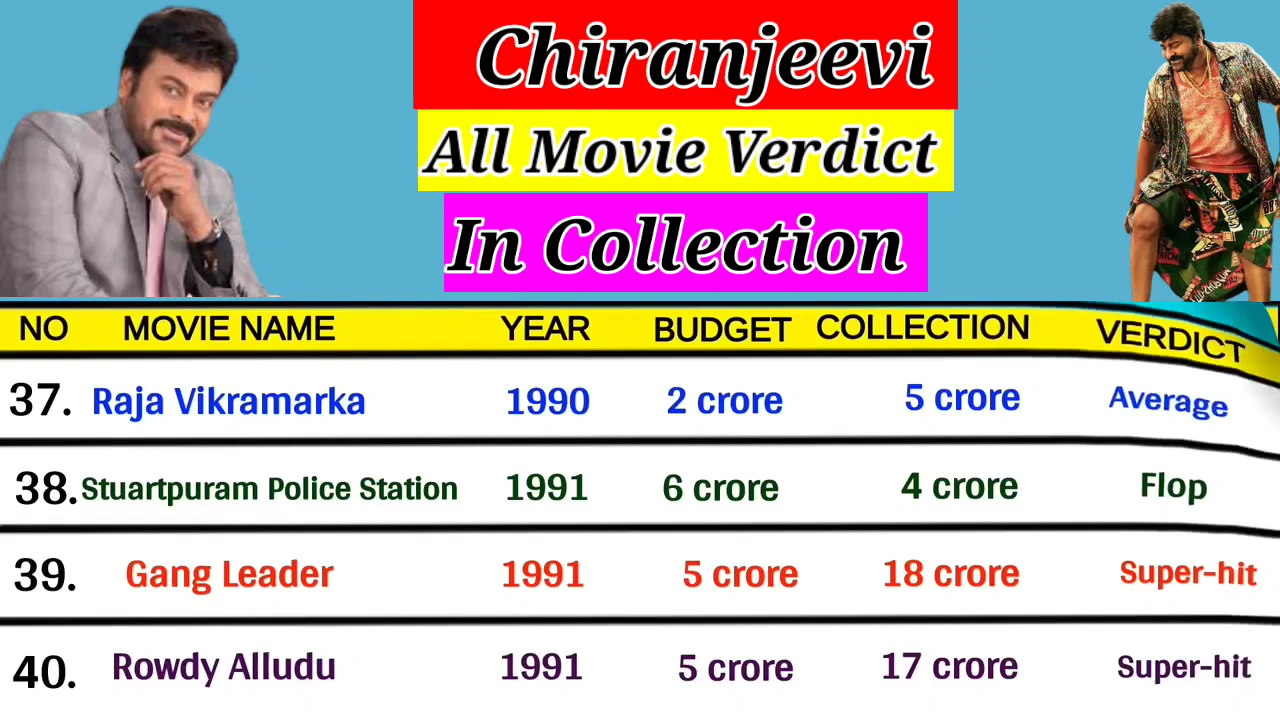 Chiranjeevi
All Movie Verdict
In Collection
NO MOVIE NAME YEAR BUDGET COLLECTION VERDICT
37. Raja Vikramarka 1990 2 crore 5 crore Average
38. Stuartpuram Police Station 1991 6 crore 4 crore Flop
39. Gang Leader 1991 5 crore 18 crore Super-hit
40. Rowdy Alludu 1991 5 crore 17 crore Super-hit